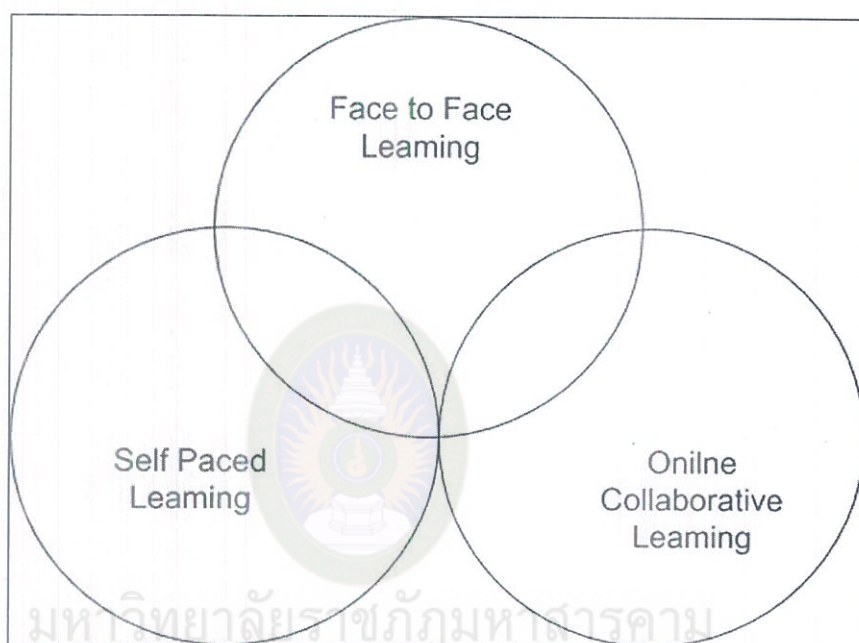 Face to Face
Leaming
Self Paced
Leaming
Onilne
Collaborative
Leaming
มหาวิทยาลัยราชภัฏมหาสารคาม